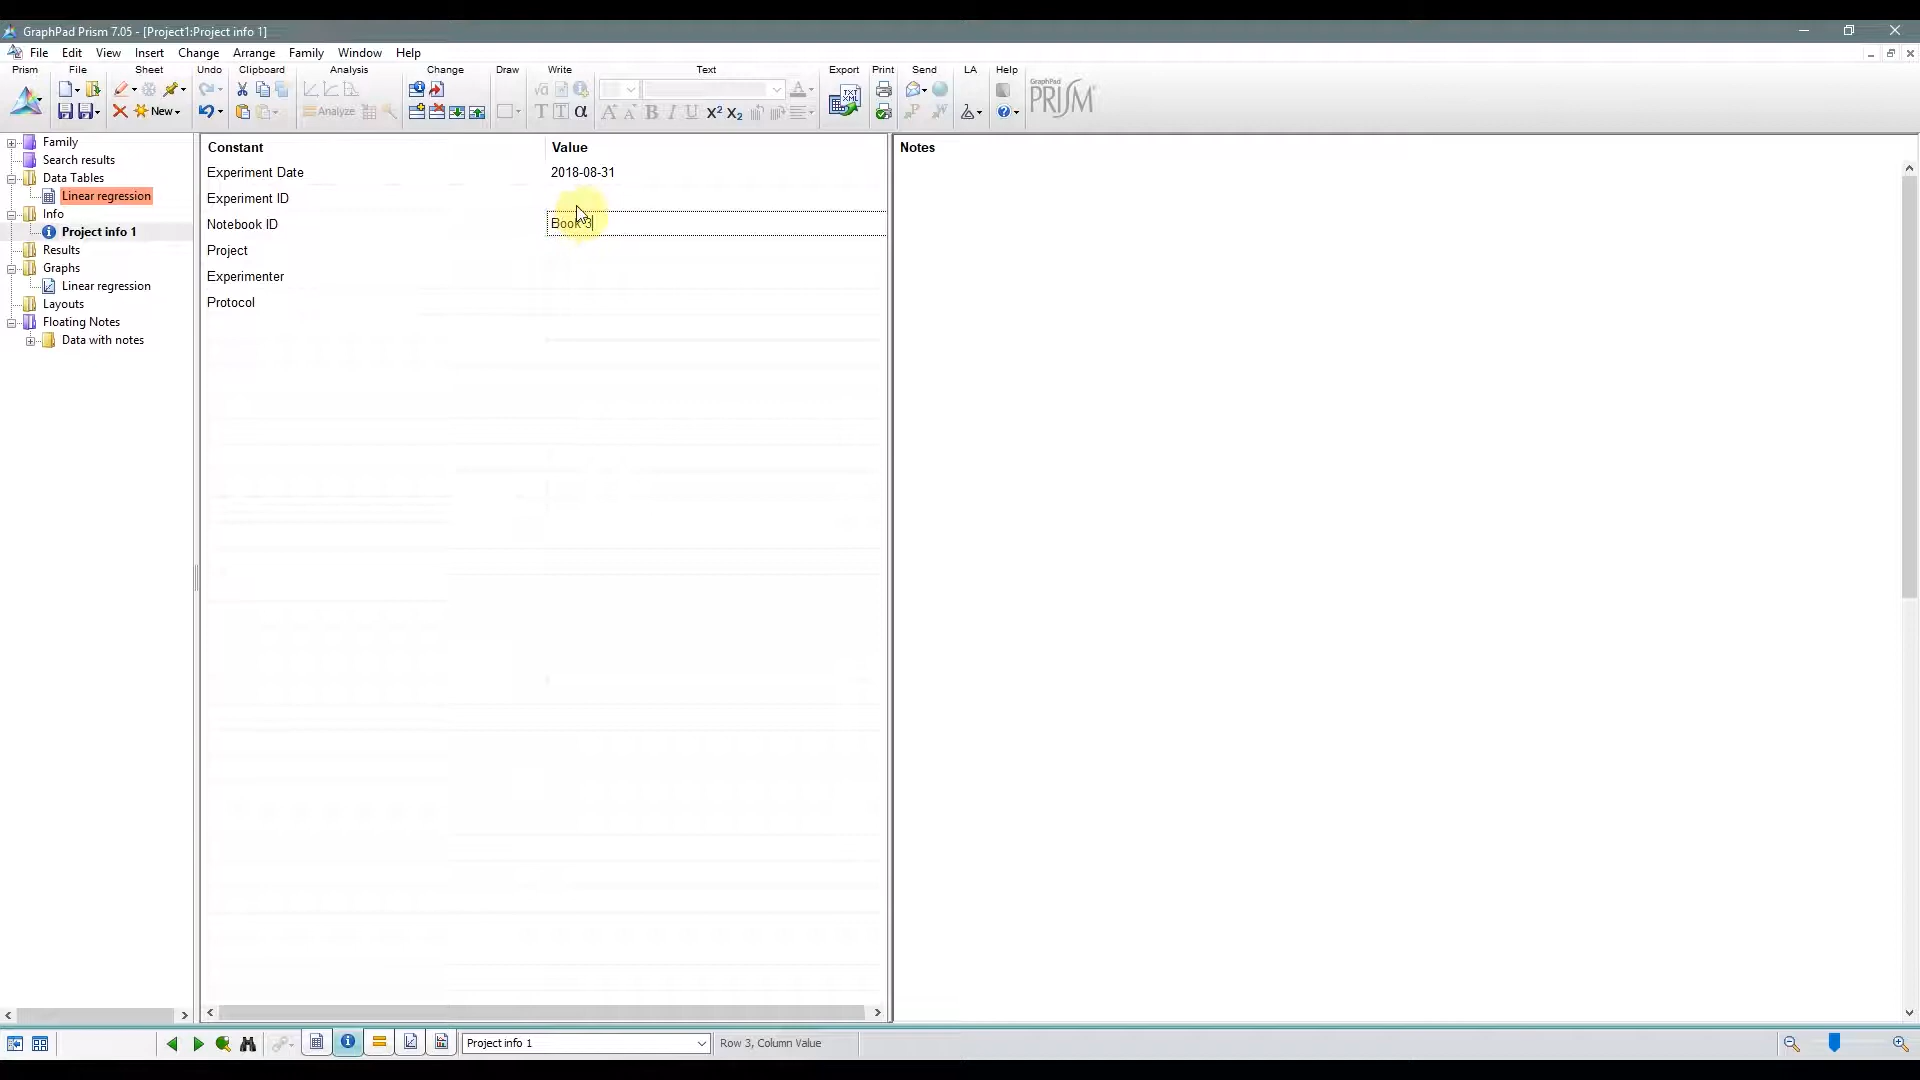 GraphPad Prism 7.05 - [Project1:Project info 1]
File Edit View Insert Change Arrange Family Window Help
Prism File Sheet Undo Clipboard Analysis Change Draw Write Text Export Print Send LA Help
Analyze
New
GraphPad
PRISM
Family
Search results
Data Tables
Linear regression
Info
Project info 1
Results
Graphs
Linear regression
Layouts
Floating Notes
Data with notes
Constant Value
Experiment Date 2018-08-31
Experiment ID
Notebook ID Book 3
Project
Experimenter
Protocol
Notes
Project info 1
Row 3, Column Value